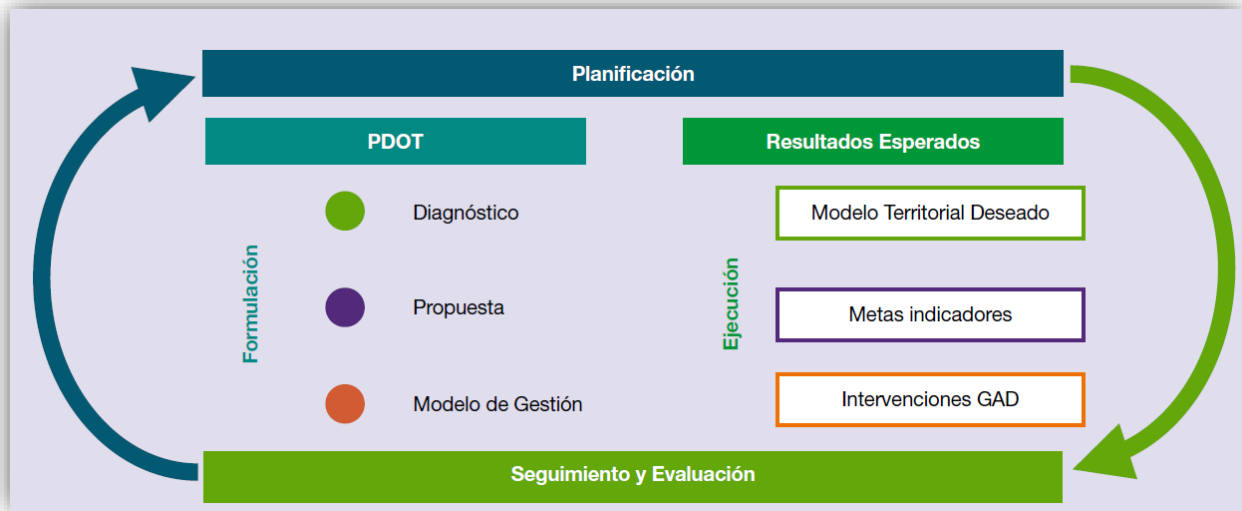 Planificación
PDOT
Resultados Esperados
Formulación
Diagnóstico
Propuesta
Modelo de Gestión
Ejecución
Modelo Territorial Deseado
Metas indicadores
Intervenciones GAD
Seguimiento y Evaluación